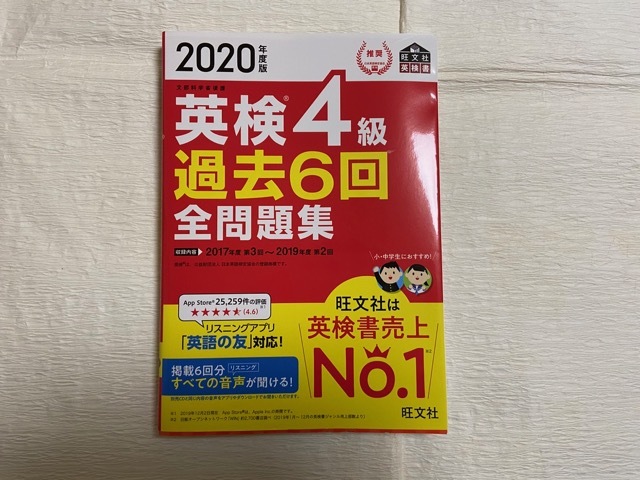 2020年度版
推奨
旺文社
英検書
文部科学省後援
英検®4級
過去6回
全問題集
収録内容 2017年度 第3回～2019年度 第2回
小・中学生におすすめ!
App Store®25,259件の評価
★★★★★(4.6)
リスニングアプリ
「英語の友」対応!
掲載6回分 リスニング
すべての音声が聞ける!
旺文社は
英検書売上
No.1
旺文社